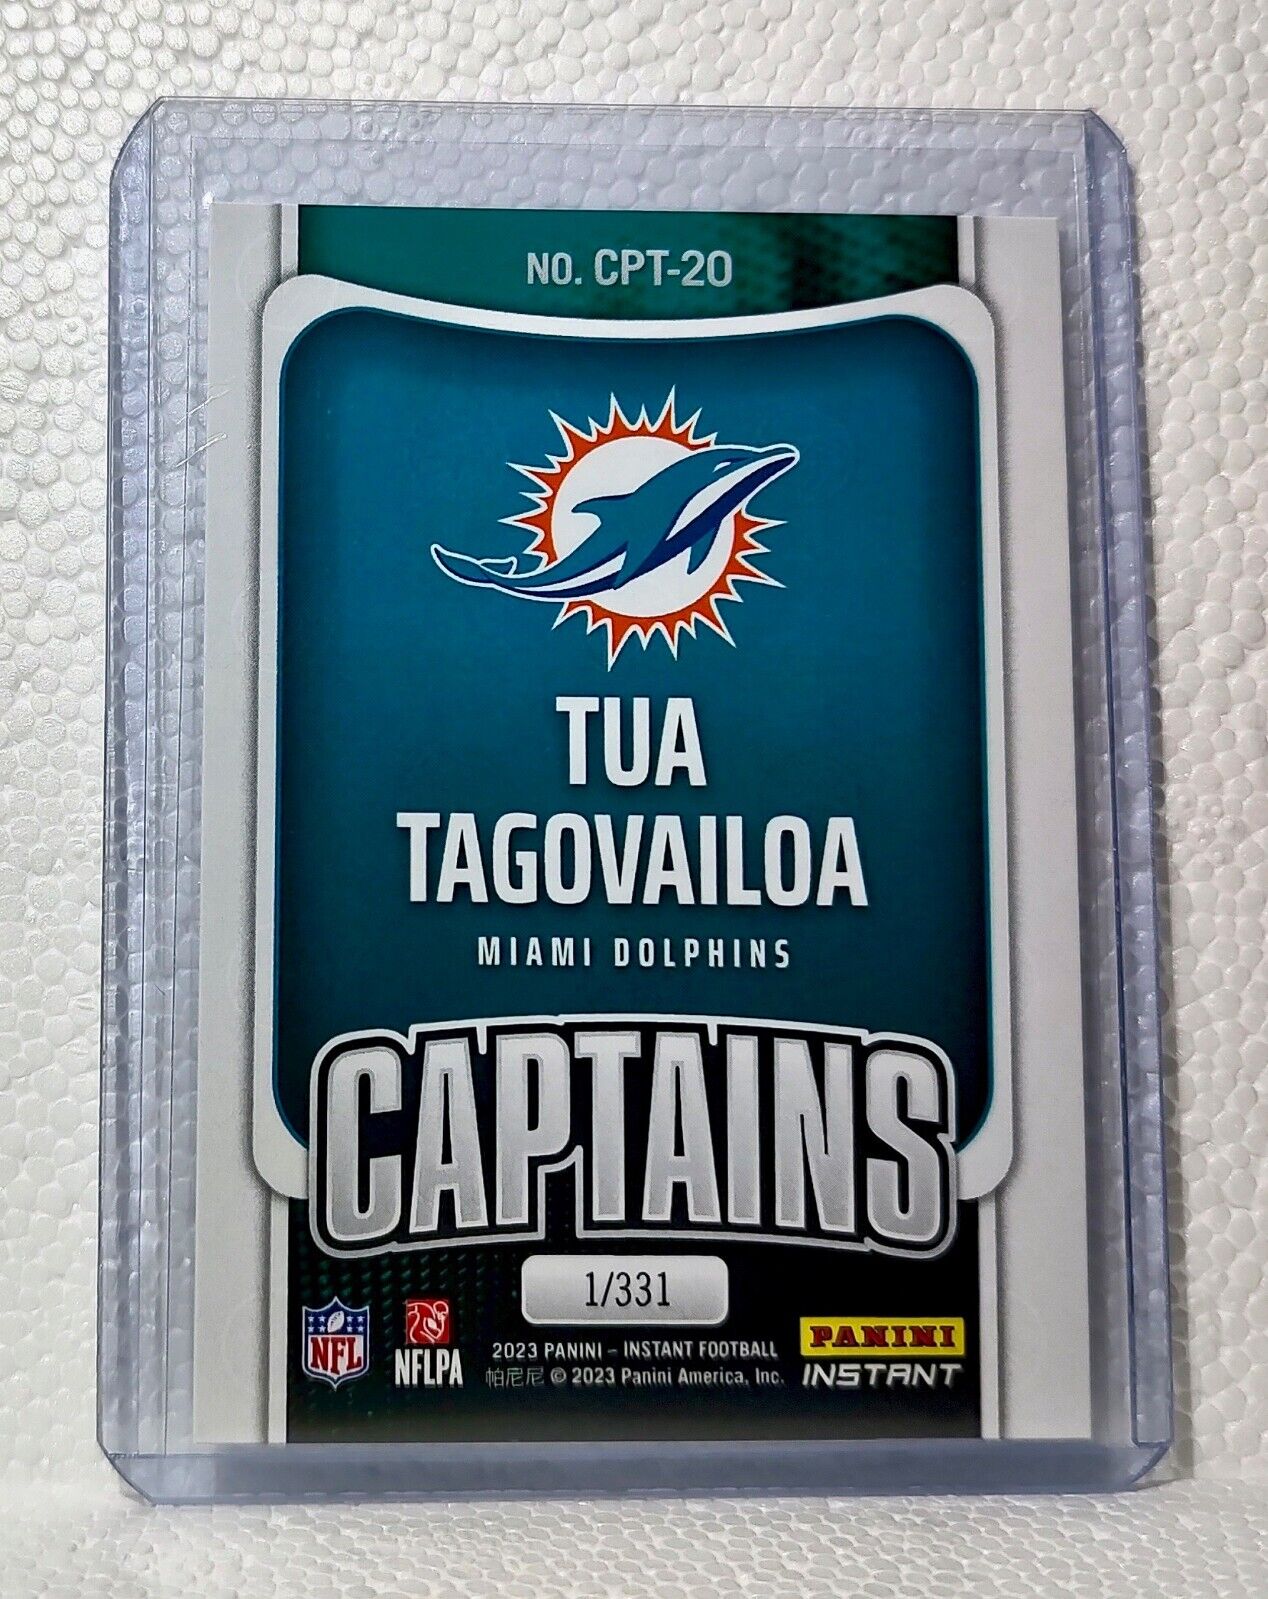 NO. CPT-20
TUA
TAGOVAILOA
MIAMI DOLPHINS
CAPTAINS
1/331
NFL
NFLPA
2023 PANINI – INSTANT FOOTBALL
帕尼尼 © 2023 Panini America, Inc.
PANINI
INSTANT